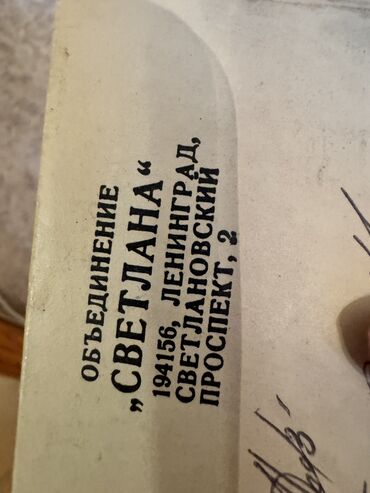 ОБЪЕДИНЕНИЕ
„СВЕТЛАНА“
194156, ЛЕНИНГРАД,
СВЕТЛАНОВСКИЙ
ПРОСПЕКТ, 2